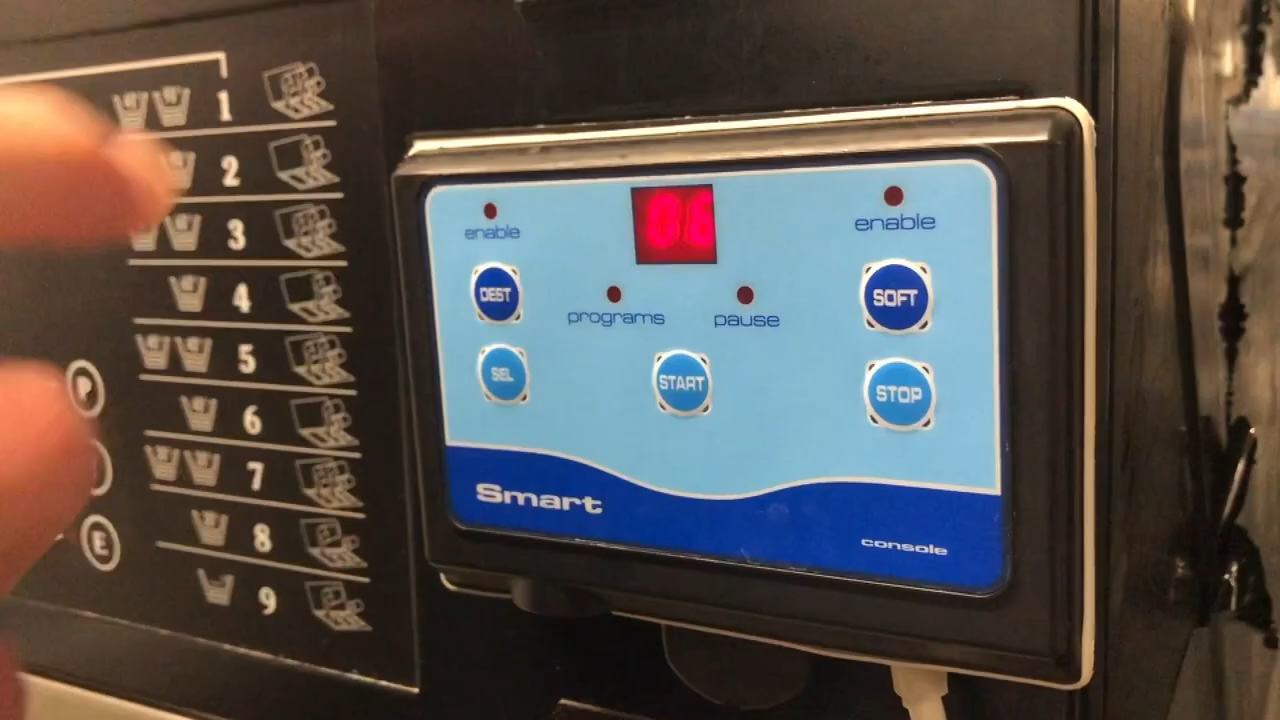 1
2
3
4
5
6
7
8
9
P
E
enable
enable
DEST
programs
pause
SOFT
SEL
START
STOP
Smart
console